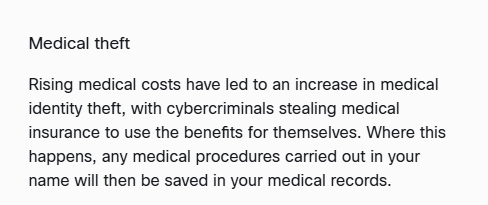 Medical theft
Rising medical costs have led to an increase in medical
identity theft, with cybercriminals stealing medical
insurance to use the benefits for themselves. Where this
happens, any medical procedures carried out in your
name will then be saved in your medical records.